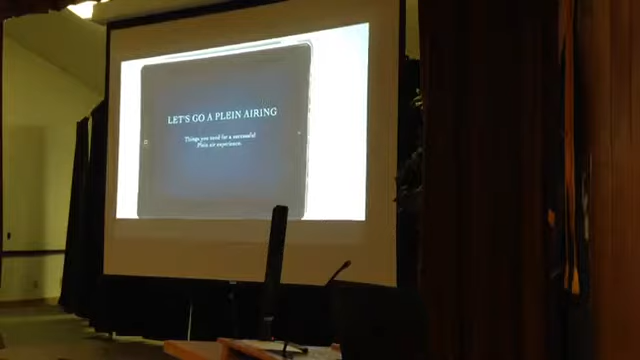 LET'S GO A PLEIN AIRING
Things you need for a successful
Plein air experience.